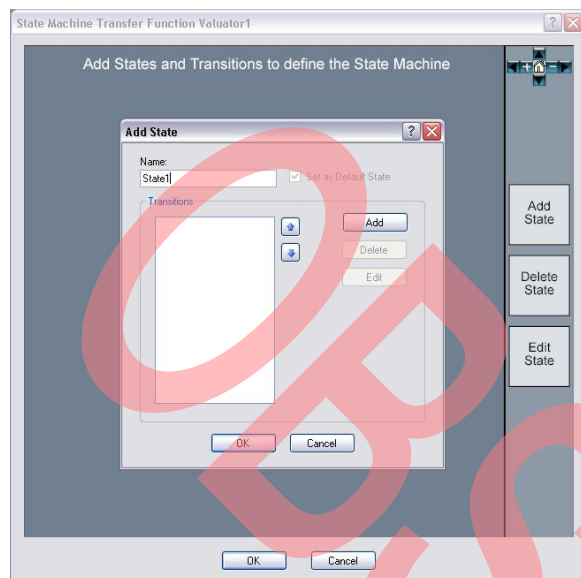 State Machine Transfer Function Valuator1
Add States and Transitions to define the State Machine
Add State
Name:
State1
Set as Default State
Transitions
Add
Delete
Edit
OK Cancel
Add
State
Delete
State
Edit
State
OK Cancel
OBS